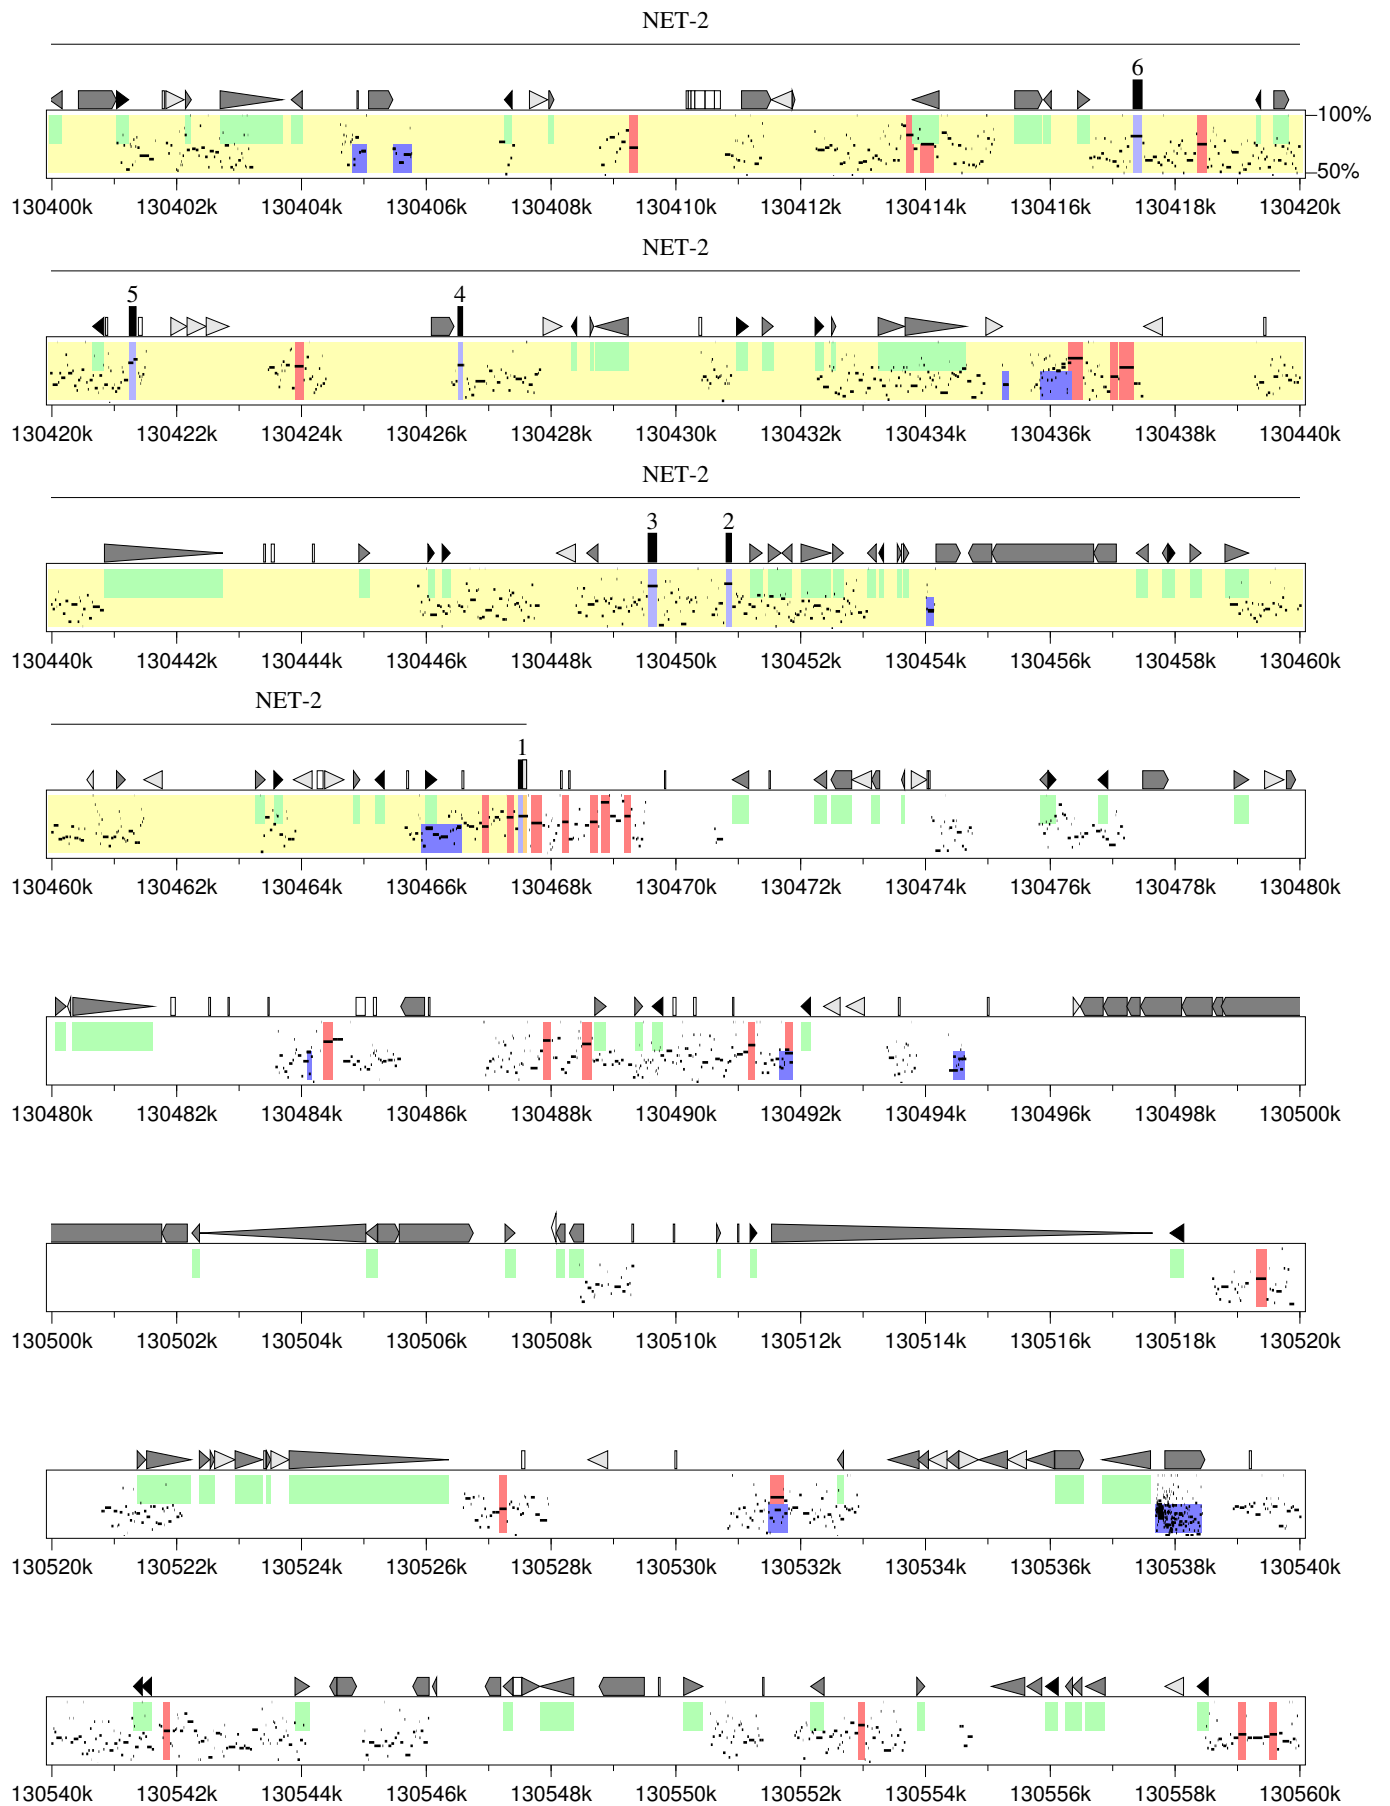 NET-2
6
100%
50%
130400k 130402k 130404k 130406k 130408k 130410k 130412k 130414k 130416k 130418k 130420k
NET-2
5 4
130420k 130422k 130424k 130426k 130428k 130430k 130432k 130434k 130436k 130438k 130440k
NET-2
3 2
130440k 130442k 130444k 130446k 130448k 130450k 130452k 130454k 130456k 130458k 130460k
NET-2
1
130460k 130462k 130464k 130466k 130468k 130470k 130472k 130474k 130476k 130478k 130480k
130480k 130482k 130484k 130486k 130488k 130490k 130492k 130494k 130496k 130498k 130500k
130500k 130502k 130504k 130506k 130508k 130510k 130512k 130514k 130516k 130518k 130520k
130520k 130522k 130524k 130526k 130528k 130530k 130532k 130534k 130536k 130538k 130540k
130540k 130542k 130544k 130546k 130548k 130550k 130552k 130554k 130556k 130558k 130560k